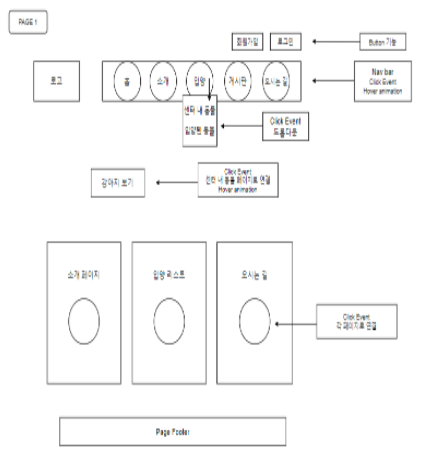 PAGE 1
회원가입
로그인
Button 기능
로고
홈
소개
입양
게시판
오시는 길
Nav bar
Click Event
Hover animation
센터 내 동물
입양된 동물
Click Event
드롭다운
강아지 보기
Click Event
센터 내 동물 페이지로 연결
Hover animation
소개 페이지
입양 리스트
오시는 길
Click Event
각 페이지로 연결
Page Footer